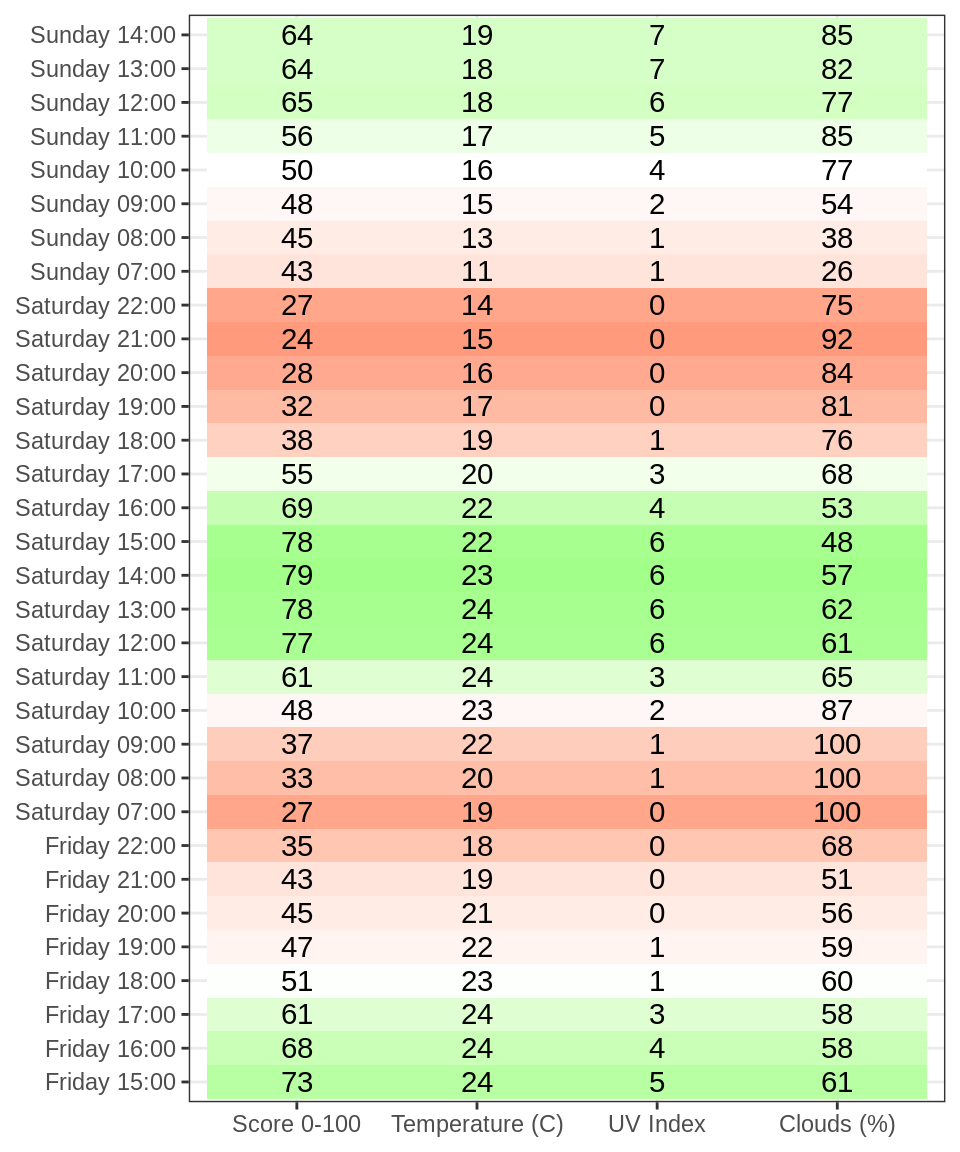 Sunday 14:00 64 19 7 85
Sunday 13:00 64 18 7 82
Sunday 12:00 65 18 6 77
Sunday 11:00 56 17 5 85
Sunday 10:00 50 16 4 77
Sunday 09:00 48 15 2 54
Sunday 08:00 45 13 1 38
Sunday 07:00 43 11 1 26
Saturday 22:00 27 14 0 75
Saturday 21:00 24 15 0 92
Saturday 20:00 28 16 0 84
Saturday 19:00 32 17 0 81
Saturday 18:00 38 19 1 76
Saturday 17:00 55 20 3 68
Saturday 16:00 69 22 4 53
Saturday 15:00 78 22 6 48
Saturday 14:00 79 23 6 57
Saturday 13:00 78 24 6 62
Saturday 12:00 77 24 6 61
Saturday 11:00 61 24 3 65
Saturday 10:00 48 23 2 87
Saturday 09:00 37 22 1 100
Saturday 08:00 33 20 1 100
Saturday 07:00 27 19 0 100
Friday 22:00 35 18 0 68
Friday 21:00 43 19 0 51
Friday 20:00 45 21 0 56
Friday 19:00 47 22 1 59
Friday 18:00 51 23 1 60
Friday 17:00 61 24 3 58
Friday 16:00 68 24 4 58
Friday 15:00 73 24 5 61
Score 0-100 Temperature (C) UV Index Clouds (%)